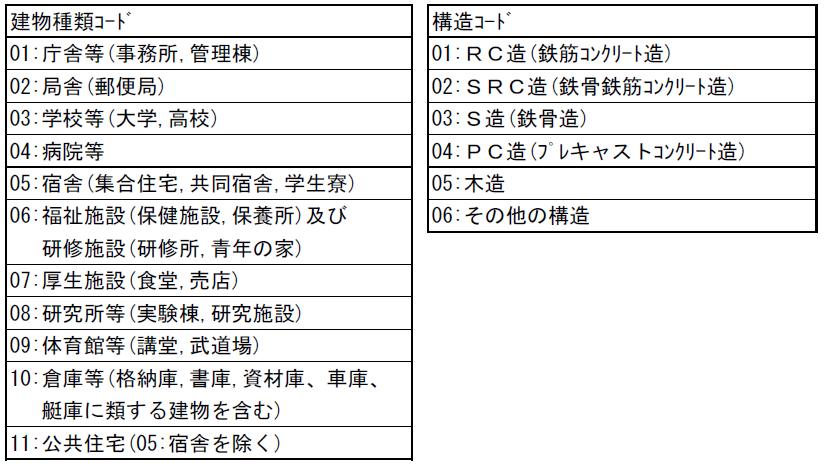 建物種類ｺｰﾄﾞ
01:庁舎等(事務所,管理棟)
02:局舎(郵便局)
03:学校等(大学,高校)
04:病院等
05:宿舎(集合住宅,共同宿舎,学生寮)
06:福祉施設(保健施設,保養所)及び
研修施設(研修所,青年の家)
07:厚生施設(食堂,売店)
08:研究所等(実験棟,研究施設)
09:体育館等(講堂,武道場)
10:倉庫等(格納庫,書庫,資材庫、車庫、
艇庫に類する建物を含む)
11:公共住宅(05:宿舎を除く)
構造ｺｰﾄﾞ
01:ＲＣ造(鉄筋ｺﾝｸﾘｰﾄ造)
02:ＳＲＣ造(鉄骨鉄筋ｺﾝｸﾘｰﾄ造)
03:Ｓ造(鉄骨造)
04:ＰＣ造(ﾌﾟﾚキャストｺﾝｸﾘｰﾄ造)
05:木造
06:その他の構造